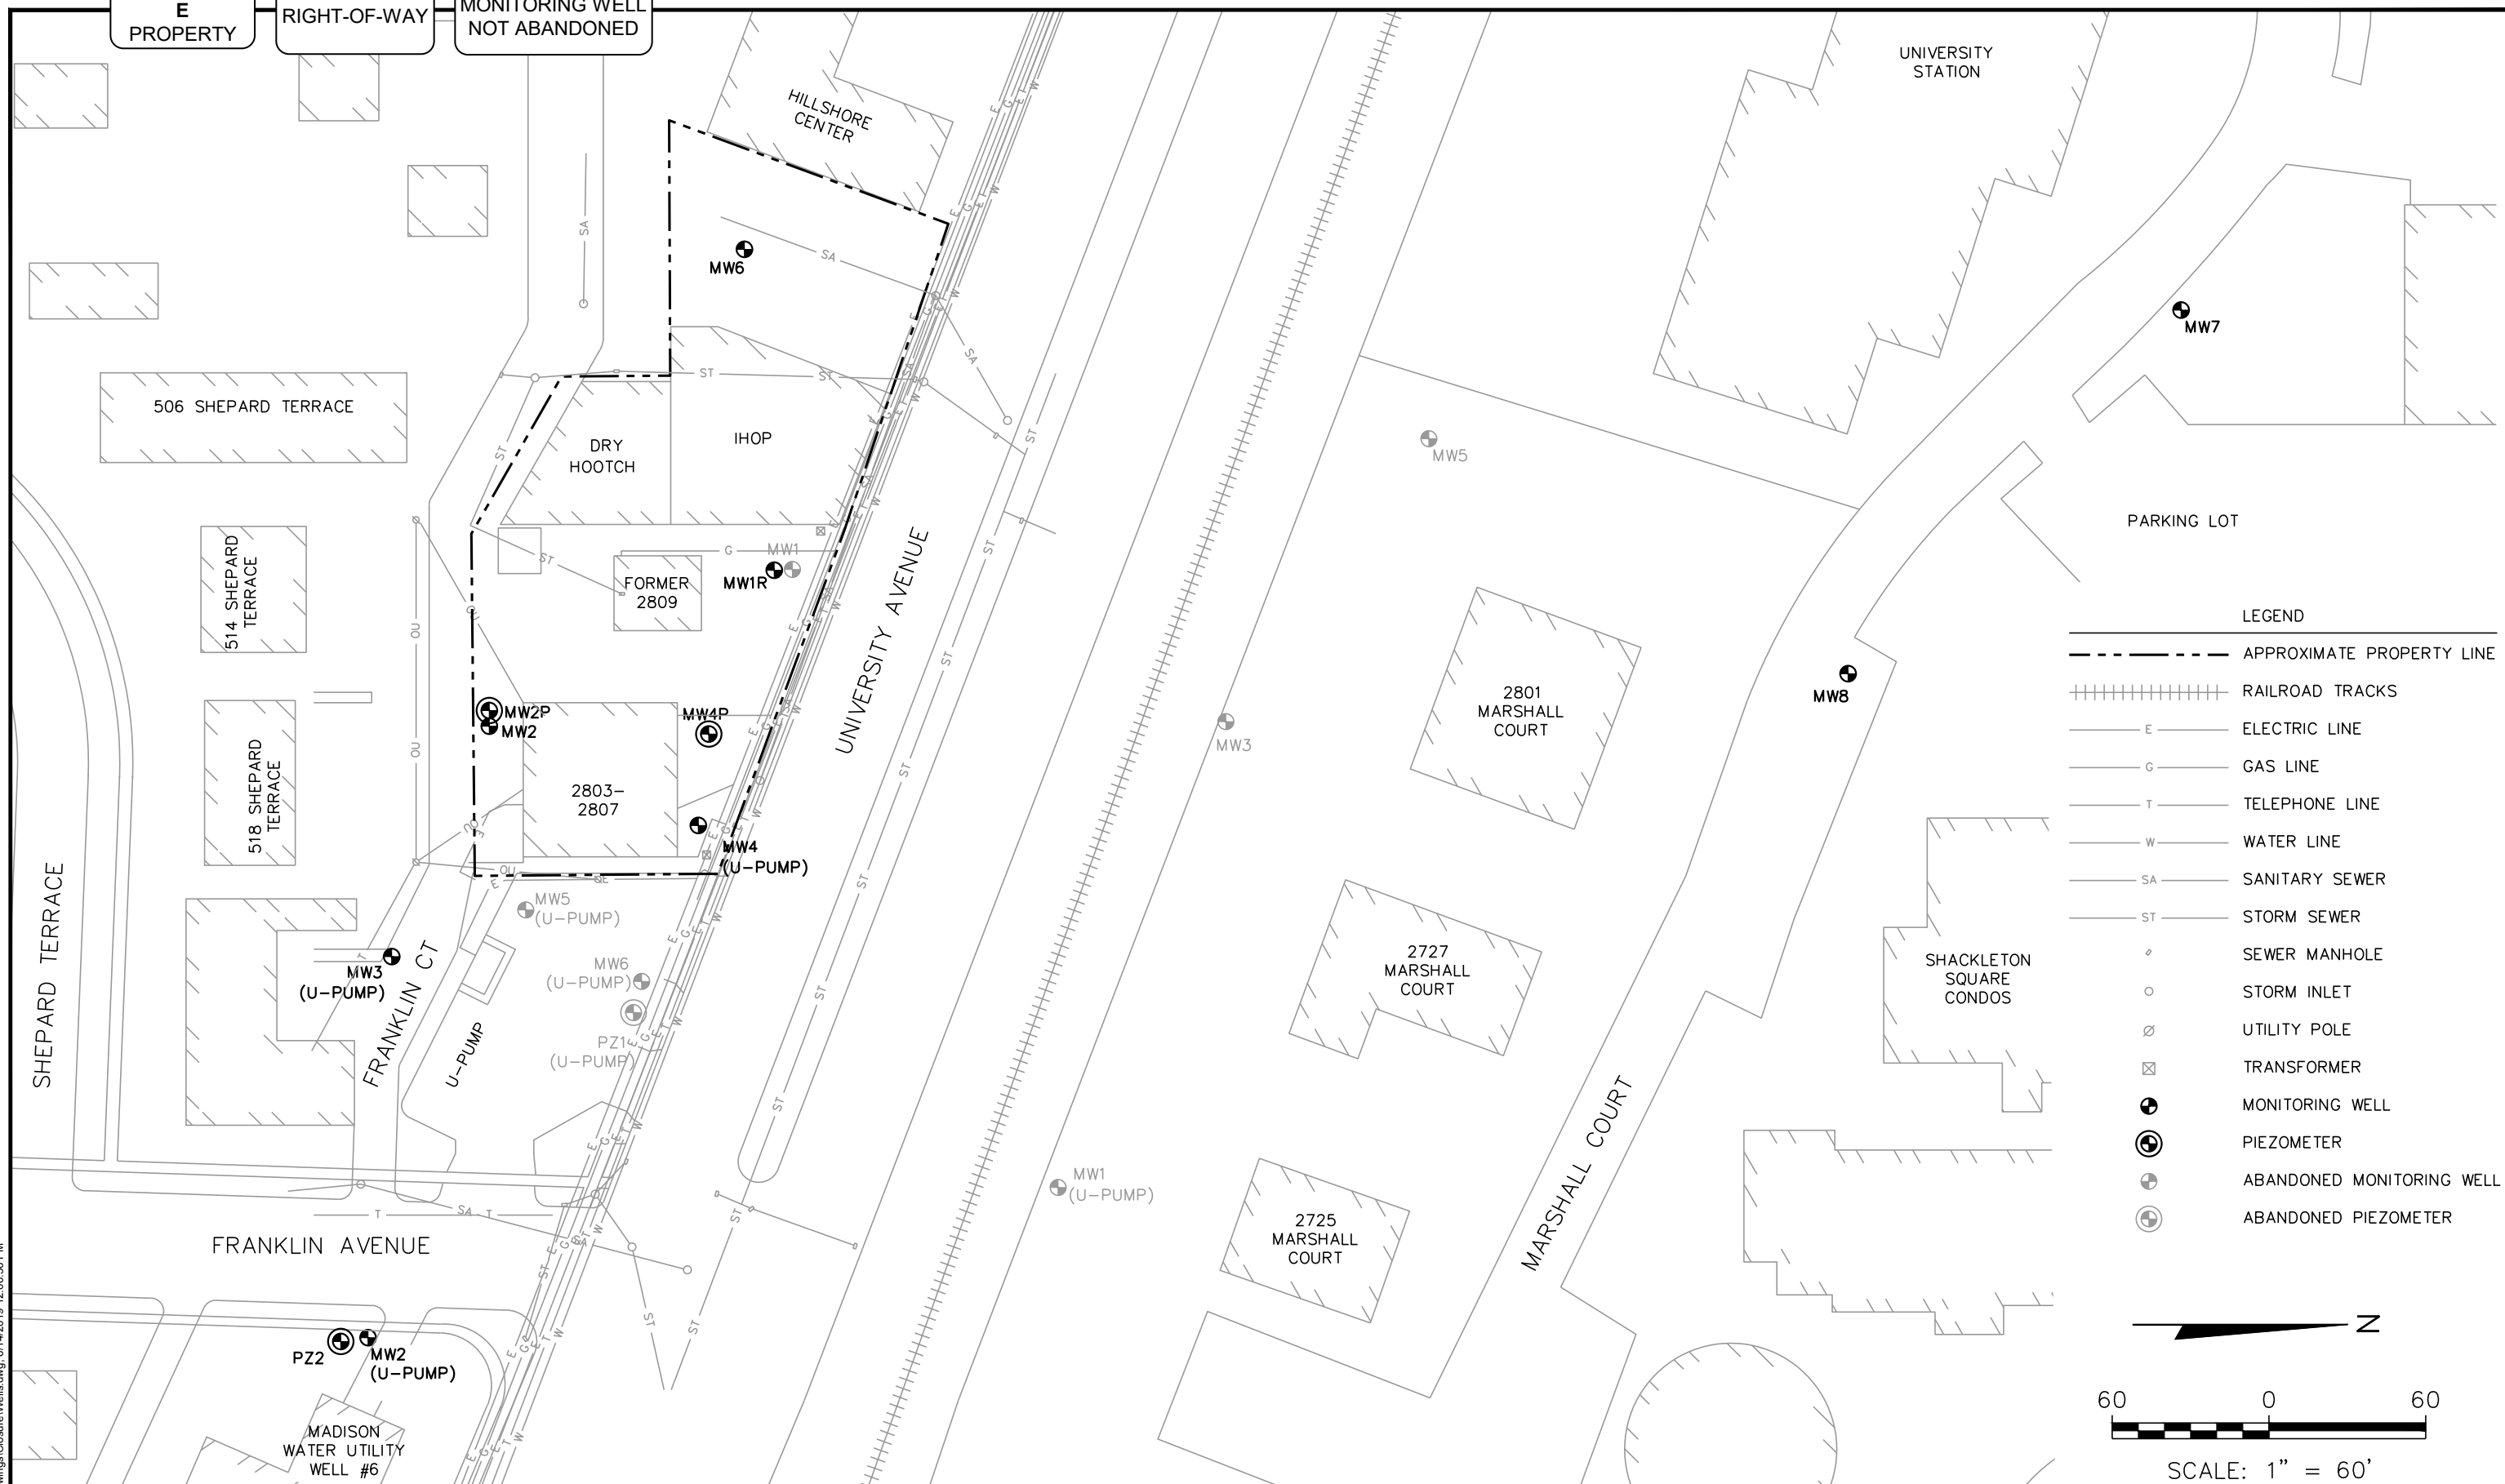 E
PROPERTY
RIGHT-OF-WAY
MONITORING WELL
NOT ABANDONED
UNIVERSITY
STATION
HILLSHORE
CENTER
MW6
MW7
506 SHEPARD TERRACE
DRY
HOOTCH
IHOP
MW5
PARKING LOT
514 SHEPARD
TERRACE
FORMER
2809
MW1
MW1R
UNIVERSITY AVENUE
2801
MARSHALL
COURT
MW8
MW2P
MW2
MW4P
MW3
518 SHEPARD
TERRACE
2803-
2807
MW4
(U-PUMP)
MW5
(U-PUMP)
SHEPARD TERRACE
MW3
(U-PUMP)
FRANKLIN CT
U-PUMP
MW6
(U-PUMP)
PZ1
(U-PUMP)
2727
MARSHALL
COURT
SHACKLETON
SQUARE
CONDOS
MW1
(U-PUMP)
2725
MARSHALL
COURT
MARSHALL COURT
FRANKLIN AVENUE
PZ2
MW2
(U-PUMP)
MADISON
WATER UTILITY
WELL #6
LEGEND
APPROXIMATE PROPERTY LINE
RAILROAD TRACKS
E
ELECTRIC LINE
G
GAS LINE
T
TELEPHONE LINE
W
WATER LINE
SA
SANITARY SEWER
ST
STORM SEWER
SEWER MANHOLE
STORM INLET
UTILITY POLE
TRANSFORMER
MONITORING WELL
PIEZOMETER
ABANDONED MONITORING WELL
ABANDONED PIEZOMETER
N
60 0 60
SCALE: 1" = 60'